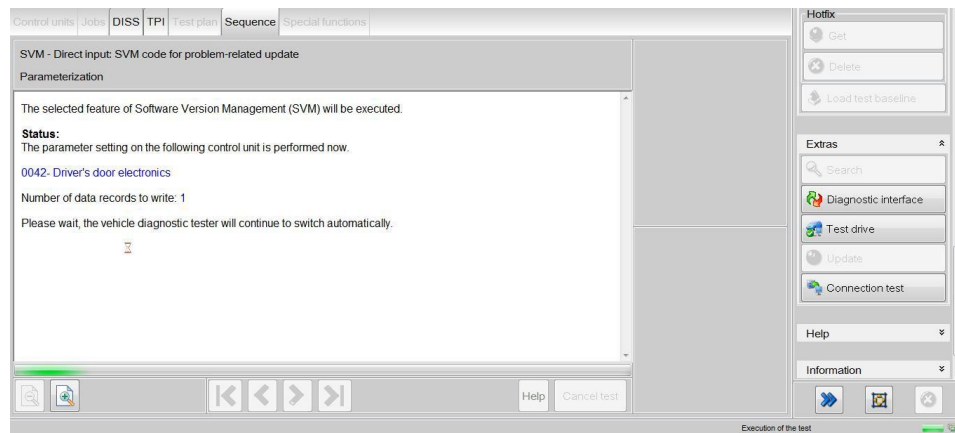 Control units Jobs DISS TPI Test plan Sequence Special functions
SVM - Direct input: SVM code for problem-related update
Parameterization
The selected feature of Software Version Management (SVM) will be executed.
Status:
The parameter setting on the following control unit is performed now.
0042- Driver's door electronics
Number of data records to write: 1
Please wait, the vehicle diagnostic tester will continue to switch automatically.
Help Cancel test
Hotfix
Get
Delete
Load test baseline
Extras
Search
Diagnostic interface
Test drive
Update
Connection test
Help
Information
Execution of the test